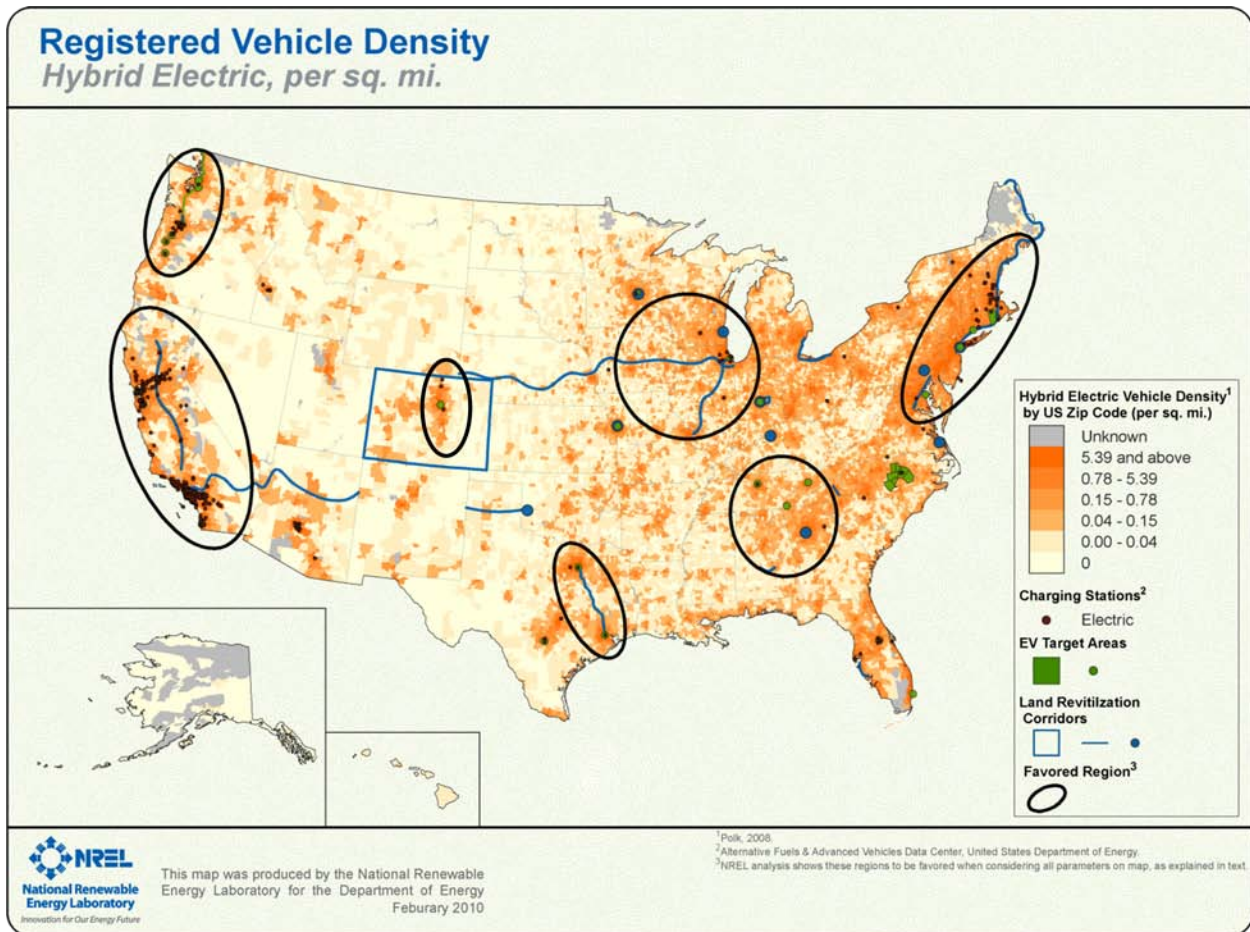 Registered Vehicle Density
Hybrid Electric, per sq. mi.
Hybrid Electric Vehicle Density1
by US Zip Code (per sq. mi.)
Unknown
5.39 and above
0.78 - 5.39
0.15 - 0.78
0.04 - 0.15
0.00 - 0.04
0
Charging Stations2
Electric
EV Target Areas
Land Revitilzation
Corridors
Favored Region3
NREL
National Renewable
Energy Laboratory
Innovation for Our Energy Future
This map was produced by the National Renewable
Energy Laboratory for the Department of Energy
Feburary 2010
1Polk, 2008.
2Alternative Fuels & Advanced Vehicles Data Center, United States Department of Energy.
3NREL analysis shows these regions to be favored when considering all parameters on map, as explained in text.